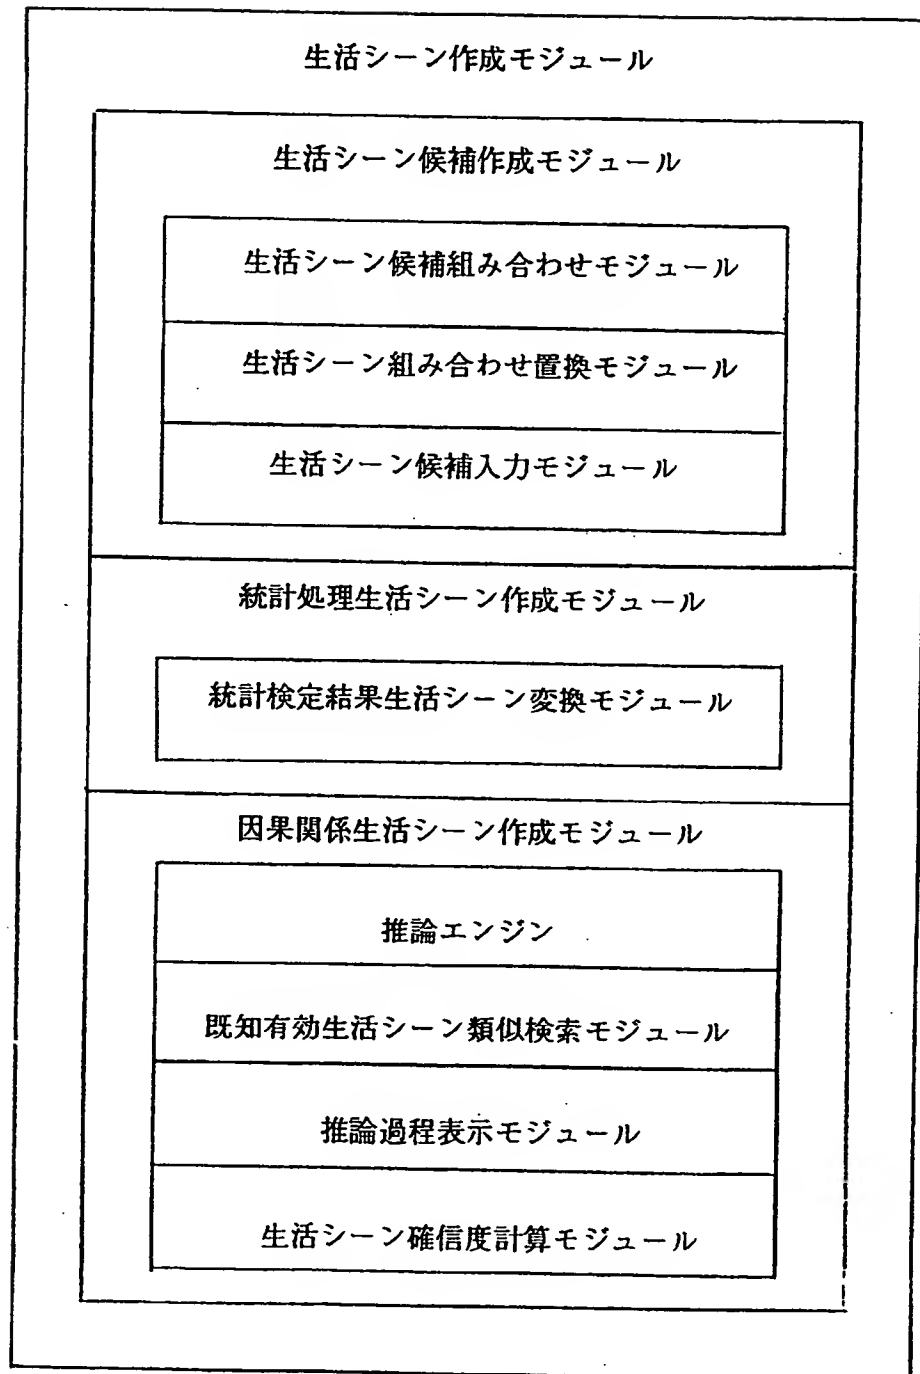 生活シーン作成モジュール
生活シーン候補作成モジュール
生活シーン候補組み合わせモジュール
生活シーン組み合わせ置換モジュール
生活シーン候補入力モジュール
統計処理生活シーン作成モジュール
統計検定結果生活シーン変換モジュール
因果関係生活シーン作成モジュール
推論エンジン
既知有効生活シーン類似検索モジュール
推論過程表示モジュール
生活シーン確信度計算モジュール